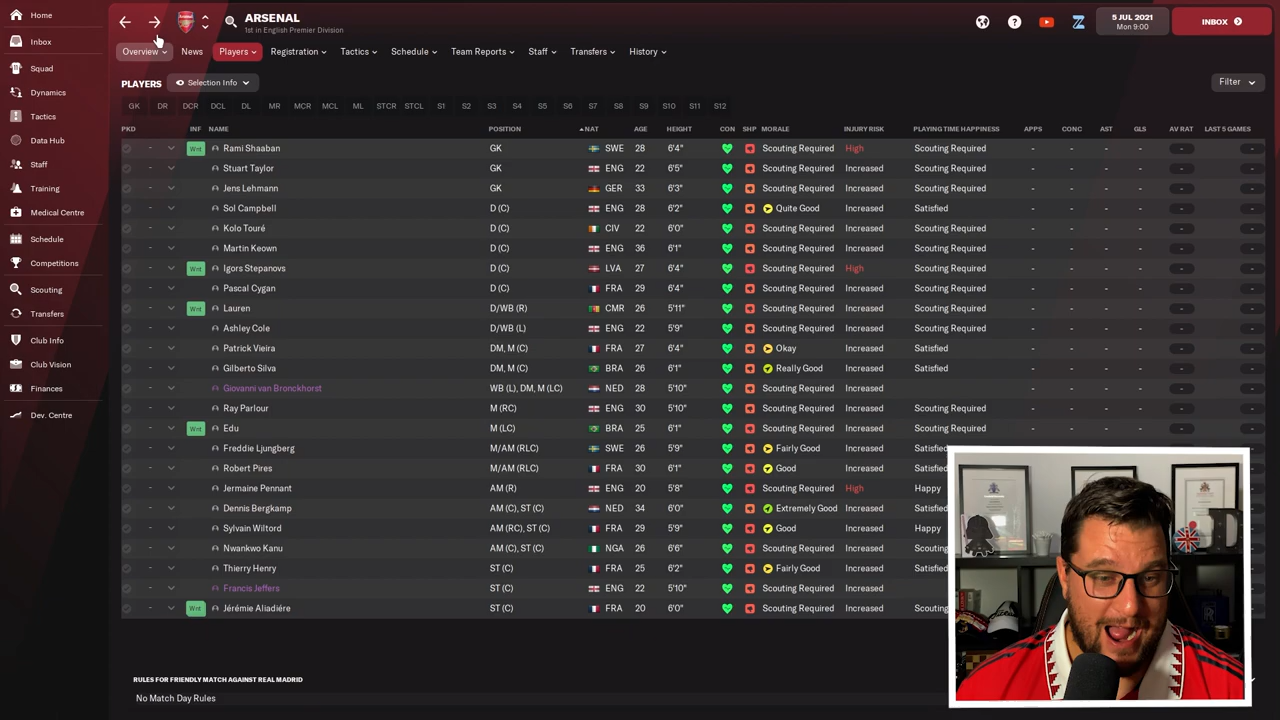 Home
Inbox
Squad
Dynamics
Tactics
Data Hub
Staff
Training
Medical Centre
Schedule
Competitions
Scouting
Transfers
Club Info
Club Vision
Finances
Dev. Centre
ARSENAL
1st in English Premier Division
5 JUL 2021
Mon 9:00
INBOX
Overview News Players Registration Tactics Schedule Team Reports Staff Transfers History
PLAYERS Selection Info Filter
GK DR DCR DCL DL MR MCR MCL ML STCR STCL S1 S2 S3 S4 S5 S6 S7 S8 S9 S10 S11 S12
PKD INF NAME POSITION NAT AGE HEIGHT CON SHP MORALE INJURY RISK PLAYING TIME HAPPINESS APPS CONC AST GLS AV RAT LAST 5 GAMES
- Wnt Rami Shaaban GK SWE 28 6'4" Scouting Required High Scouting Required - - - - - -
- Stuart Taylor GK ENG 22 6'5" Scouting Required Increased Scouting Required - - - - - -
- Jens Lehmann GK GER 33 6'3" Scouting Required Increased Scouting Required - - - - - -
- Sol Campbell D (C) ENG 28 6'2" Quite Good Increased Satisfied - - - - - -
- Kolo Touré D (C) CIV 22 6'0" Scouting Required Increased Scouting Required - - - - - -
- Martin Keown D (C) ENG 36 6'1" Scouting Required Increased Scouting Required - - - - - -
- Wnt Igors Stepanovs D (C) LVA 27 6'4" Scouting Required High Scouting Required - - - - - -
- Pascal Cygan D (C) FRA 29 6'4" Scouting Required Increased Scouting Required - - - - - -
- Wnt Lauren D/WB (R) CMR 26 5'11" Scouting Required Increased Scouting Required - - - - - -
- Ashley Cole D/WB (L) ENG 22 5'9" Scouting Required Increased Scouting Required - - - - - -
- Patrick Vieira DM, M (C) FRA 27 6'4" Okay Increased Satisfied - - - - - -
- Gilberto Silva DM, M (C) BRA 26 6'1" Really Good Increased Satisfied - - - - - -
- Giovanni van Bronckhorst WB (L), DM, M (LC) NED 28 5'10" Scouting Required Increased - - - - - -
- Ray Parlour M (RC) ENG 30 5'10" Scouting Required Increased Scouting Required - - - - - -
- Wnt Edu M (LC) BRA 25 6'1" Scouting Required Increased Scouting Required - - - - - -
- Freddie Ljungberg M/AM (RLC) SWE 26 5'9" Fairly Good Increased Satisfied
- Robert Pires M/AM (RLC) FRA 30 6'1" Good Increased Satisfied
- Jermaine Pennant AM (R) ENG 20 5'8" Scouting Required High Happy
- Dennis Bergkamp AM (C), ST (C) NED 34 6'0" Extremely Good Increased
- Sylvain Wiltord AM (RC), ST (C) FRA 29 5'9" Good Increased Happy
- Nwankwo Kanu AM (C), ST (C) NGA 26 6'6" Scouting Required Increased
- Thierry Henry ST (C) FRA 25 6'2" Fairly Good Increased
- Francis Jeffers ST (C) ENG 22 5'10" Scouting Required Increased
- Wnt Jérémie Aliadiére ST (C) FRA 20 6'0" Scouting Required Increased
RULES FOR FRIENDLY MATCH AGAINST REAL MADRID
No Match Day Rules